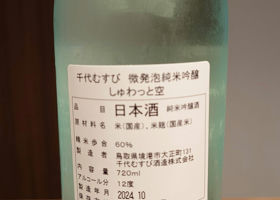 千代むすび 微発泡純米吟醸
しゅわっと空
品目 日本酒 純米吟醸酒
原材料名 米(国産)、米麹(国産米)
精米歩合 60%
製造者 鳥取県境港市大正町131
千代むすび酒造株式会社
内容量 720ml
アルコール分 12度
製造年月 2024.10